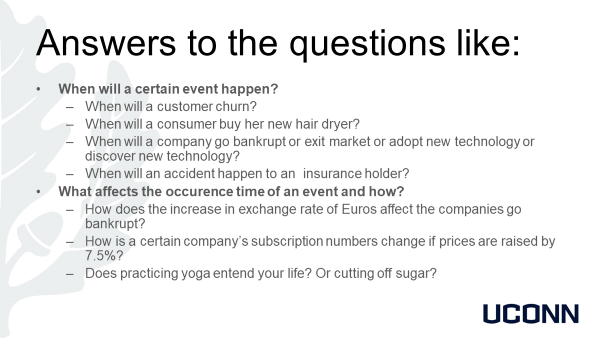 Answers to the questions like:
• When will a certain event happen?
– When will a customer churn?
– When will a consumer buy her new hair dryer?
– When will a company go bankrupt or exit market or adopt new technology or
discover new technology?
– When will an accident happen to an insurance holder?
• What affects the occurence time of an event and how?
– How does the increase in exchange rate of Euros affect the companies go
bankrupt?
– How is a certain company's subscription numbers change if prices are raised by
7.5%?
– Does practicing yoga entend your life? Or cutting off sugar?
UCONN